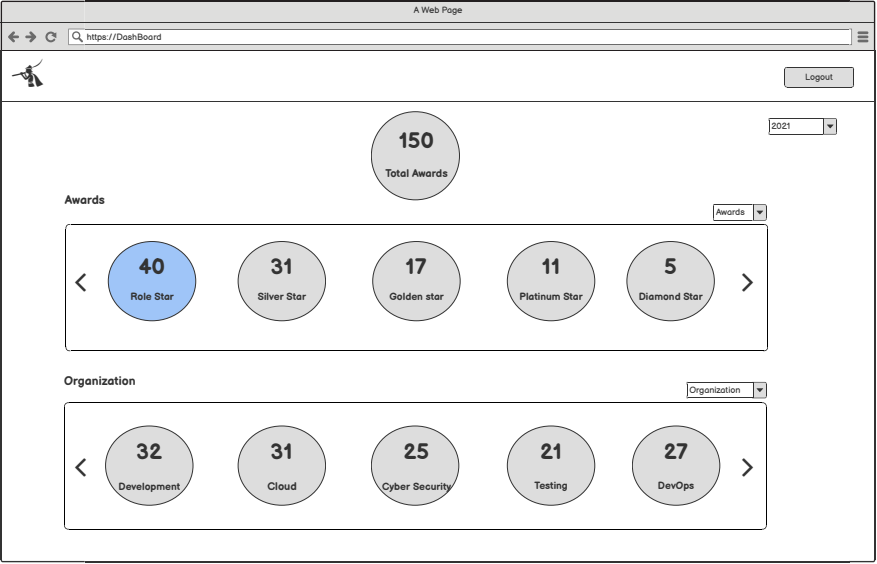 A Web Page
https://DashBoard
Logout
150
Total Awards
2021
Awards
Awards
40
Role Star
31
Silver Star
17
Golden star
11
Platinum Star
5
Diamond Star
Organization
Organization
32
Development
31
Cloud
25
Cyber Security
21
Testing
27
DevOps